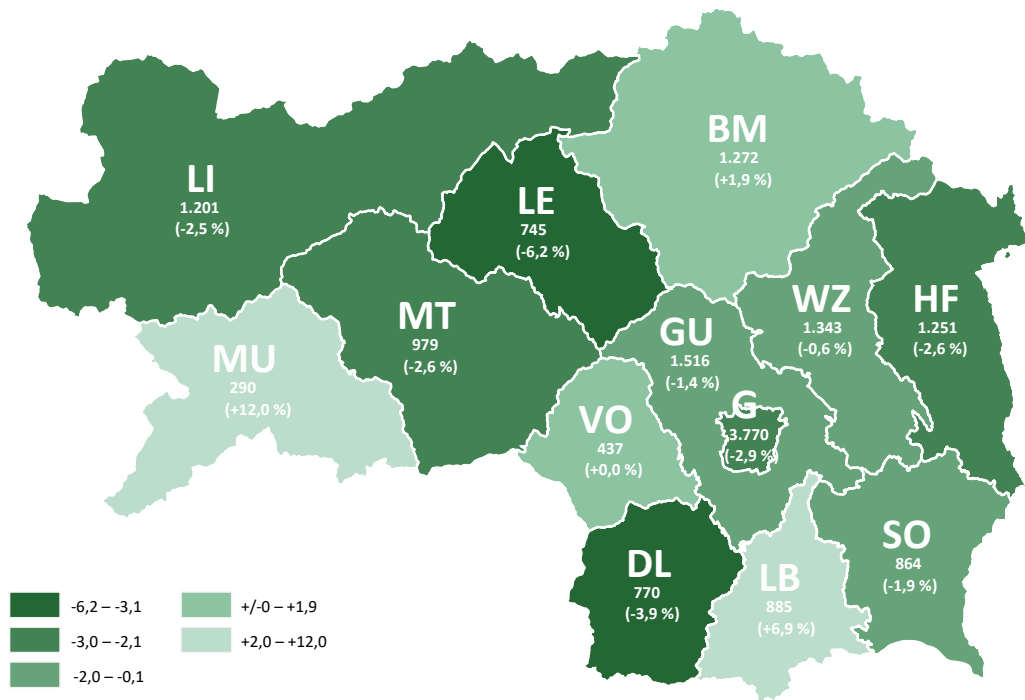 BM
1.272
(+1,9 %)
LI
1.201
(-2,5 %)
LE
745
(-6,2 %)
WZ
1.343
(-0,6 %)
HF
1.251
(-2,6 %)
MT
979
(-2,6 %)
GU
1.516
(-1,4 %)
MU
290
(+12,0 %)
G
3.770
(-2,9 %)
VO
437
(+0,0 %)
SO
864
(-1,9 %)
DL
770
(-3,9 %)
LB
885
(+6,9 %)
-6,2 – -3,1
-3,0 – -2,1
-2,0 – -0,1
+/-0 – +1,9
+2,0 – +12,0